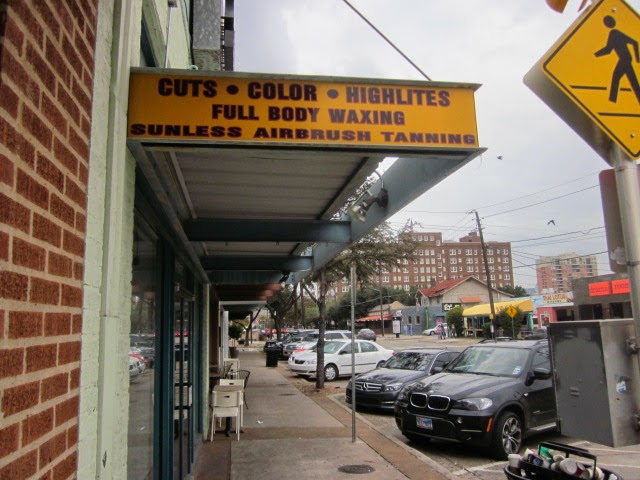 CUTS • COLOR • HIGHLITES
FULL BODY WAXING
SUNLESS AIRBRUSH TANNING